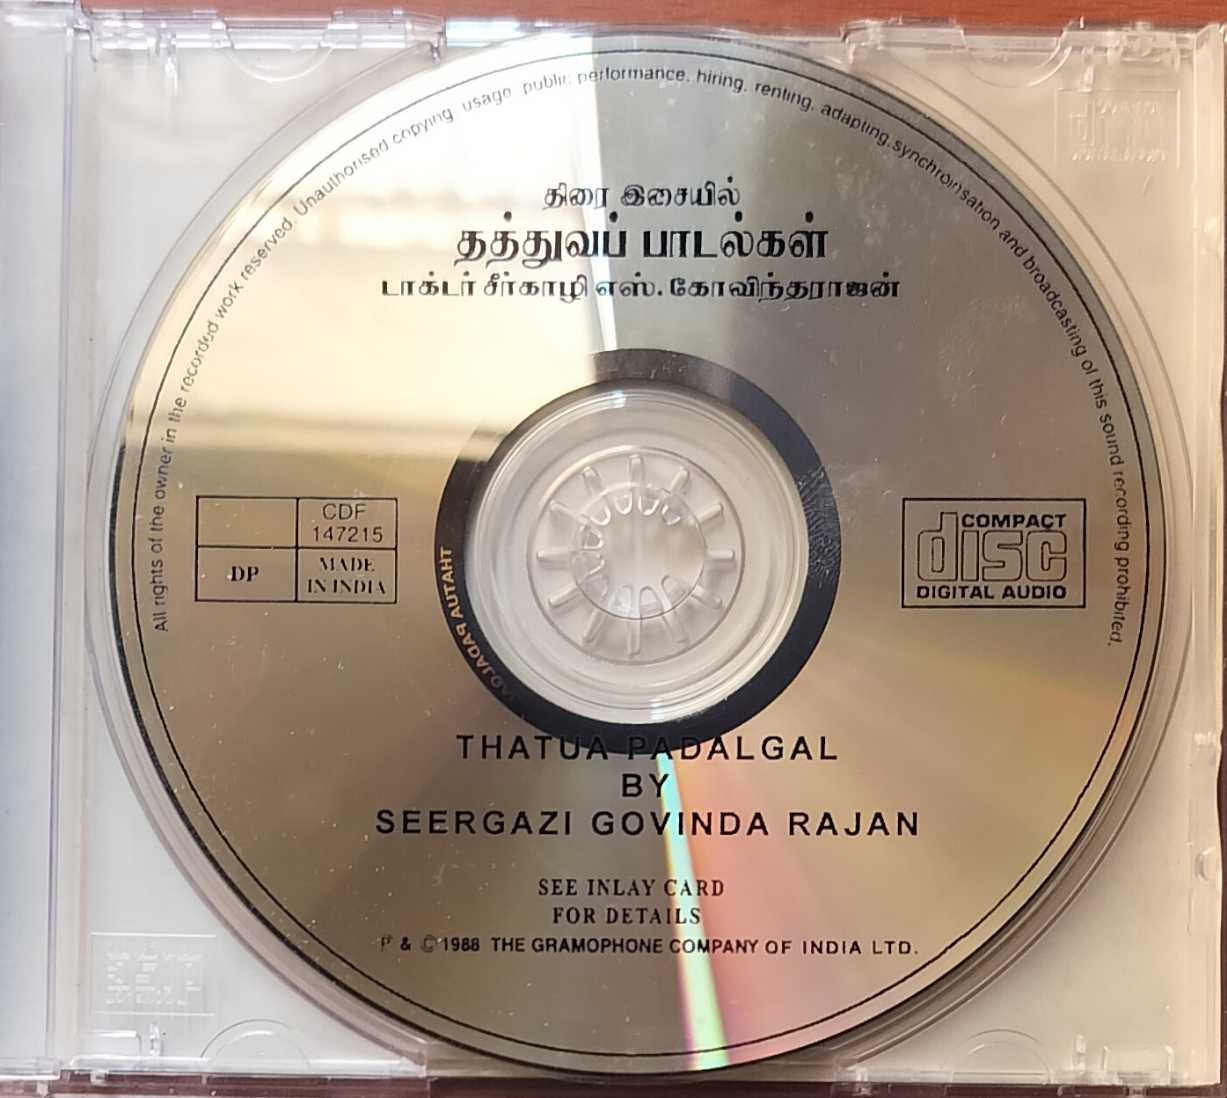 All rights of the owner in the recorded work reserved. Unauthorised copying, usage, public performance, hiring, renting, adapting, synchroinsation and broadcasting of this sound recording prohibited.
திரை இசையில்
தத்துவப் பாடல்கள்
டாக்டர் சீர்காழி எஸ். கோவிந்தராஜன்
CDF
147215
DP
MADE
IN INDIA
COMPACT
disc
DIGITAL AUDIO
THATUA PADALGAL
BY
SEERGAZI GOVINDA RAJAN
SEE INLAY CARD
FOR DETAILS
P & © 1988 THE GRAMOPHONE COMPANY OF INDIA LTD.